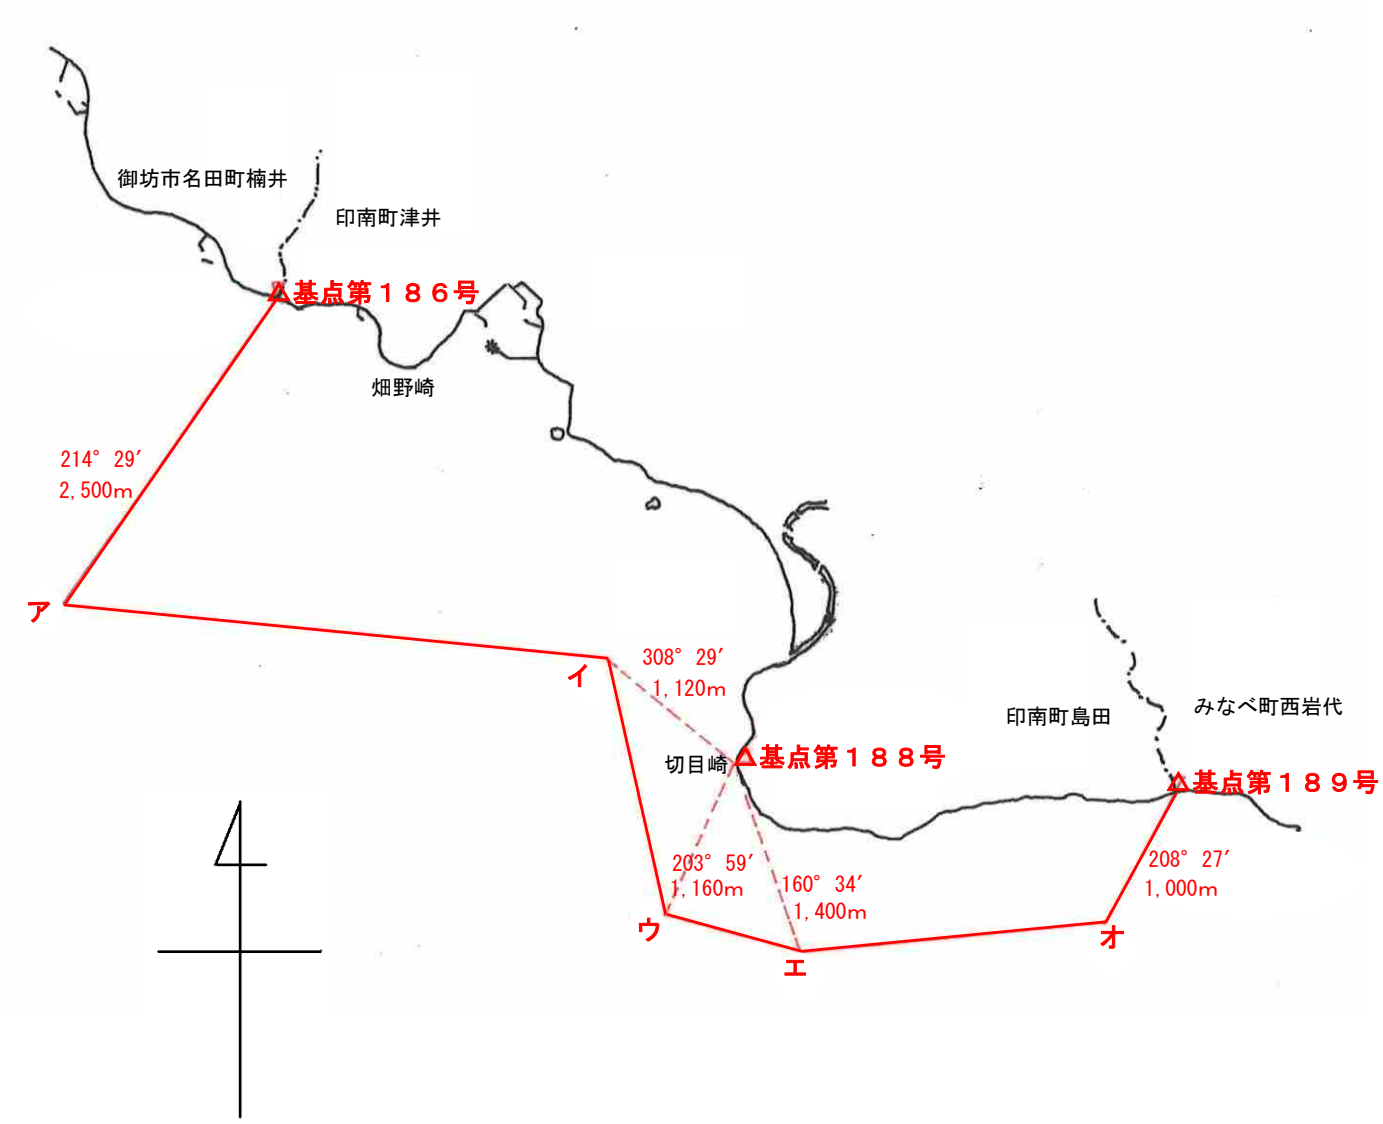 御坊市名田町楠井
印南町津井
基点第１８６号
畑野崎
214°29′
2,500m
ア
イ
308°29′
1,120m
印南町島田
みなべ町西岩代
切目崎
基点第１８８号
基点第１８９号
203°59′
1,160m
160°34′
1,400m
208°27′
1,000m
ウ
エ
オ